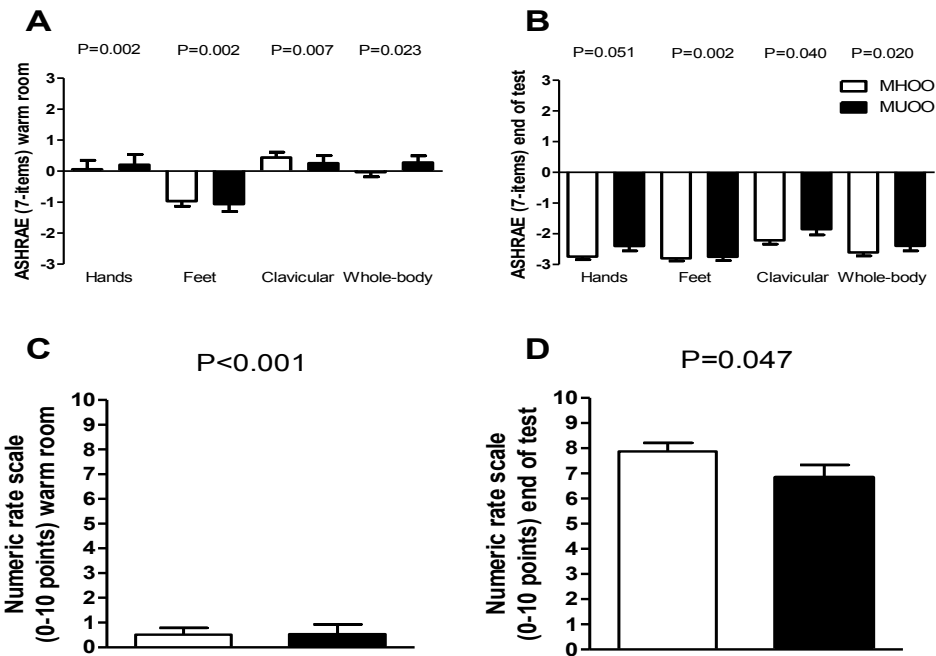 A
P=0.002 P=0.002 P=0.007 P=0.023
ASHRAE (7-items) warm room
3
2
1
0
-1
-2
-3
Hands Feet Clavicular Whole-body
B
P=0.051 P=0.002 P=0.040 P=0.020
MHOO
MUOO
ASHRAE (7-items) end of test
3
2
1
0
-1
-2
-3
Hands Feet Clavicular Whole-body
C
P<0.001
Numeric rate scale
(0-10 points) warm room
10
9
8
7
6
5
4
3
2
1
0
D
P=0.047
Numeric rate scale
(0-10 points) end of test
10
9
8
7
6
5
4
3
2
1
0